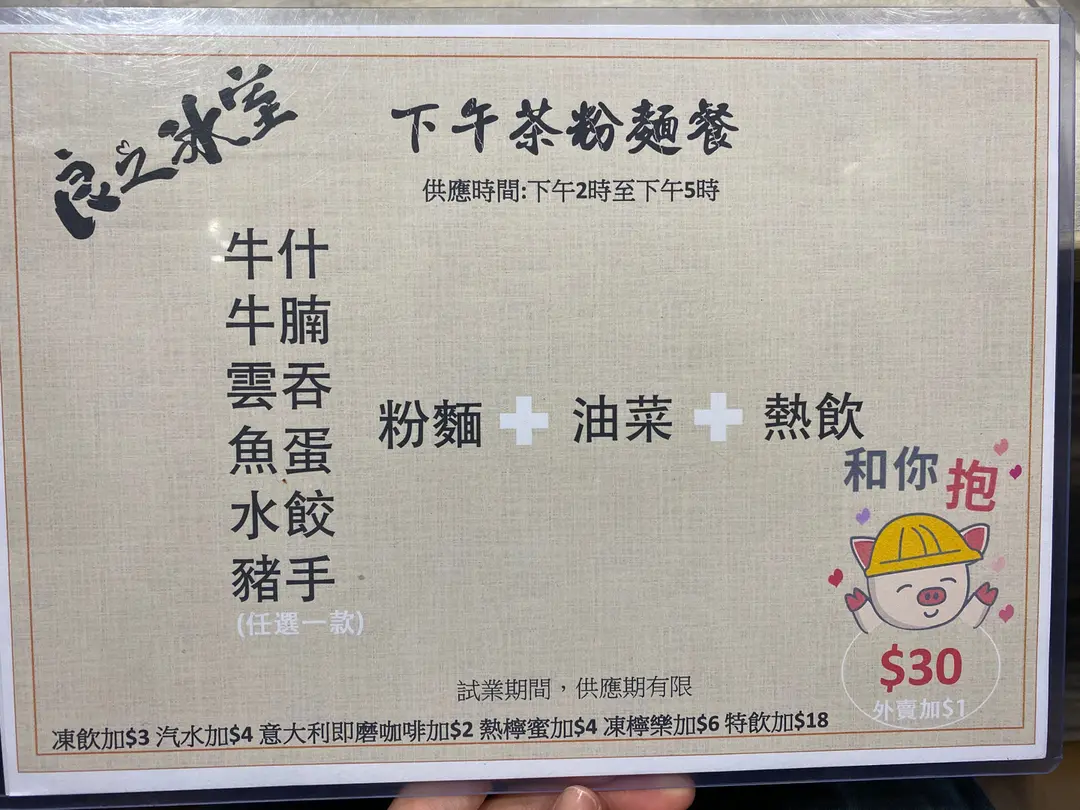 良心冰室
下午茶粉麵餐
供應時間:下午2時至下午5時
牛什
牛腩
雲吞
魚蛋
水餃
豬手
(任選一款)
粉麵 + 油菜 + 熱飲
和你抱
$30
外賣加$1
試業期間，供應期有限
凍飲加$3 汽水加$4 意大利即磨咖啡加$2 熱檸蜜加$4 凍檸樂加$6 特飲加$18